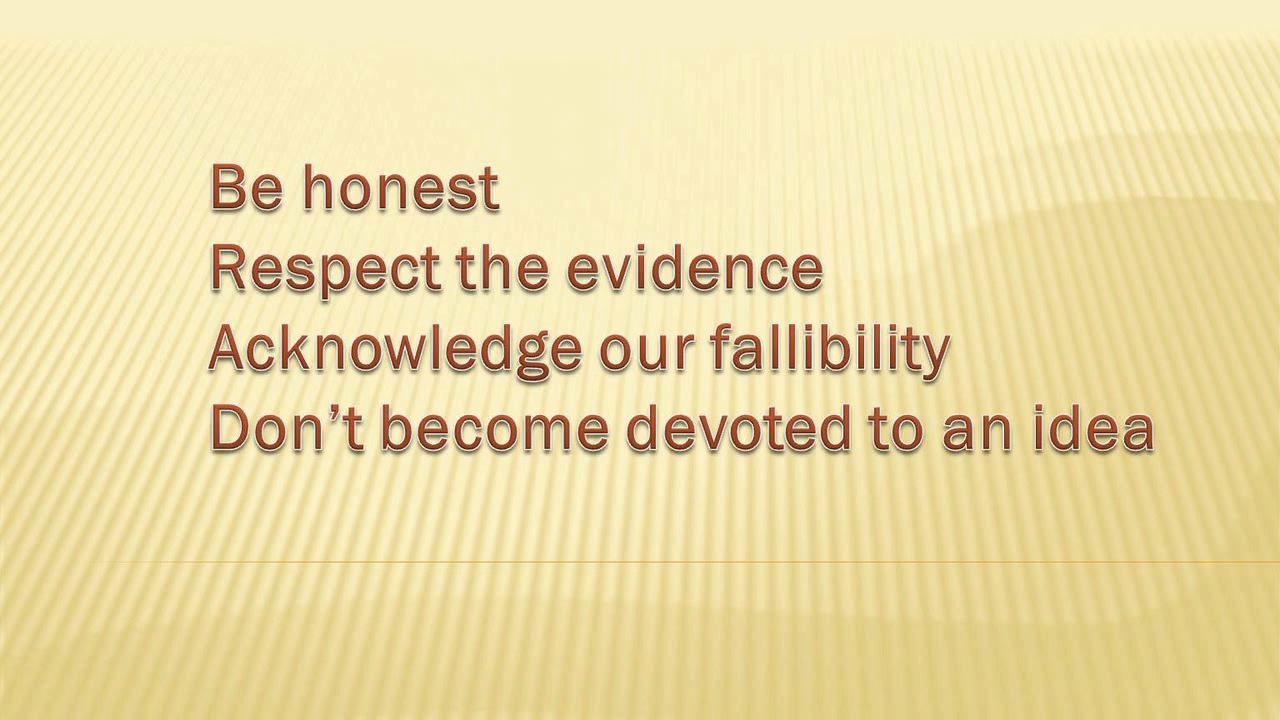 Be honest
Respect the evidence
Acknowledge our fallibility
Don’t become devoted to an idea